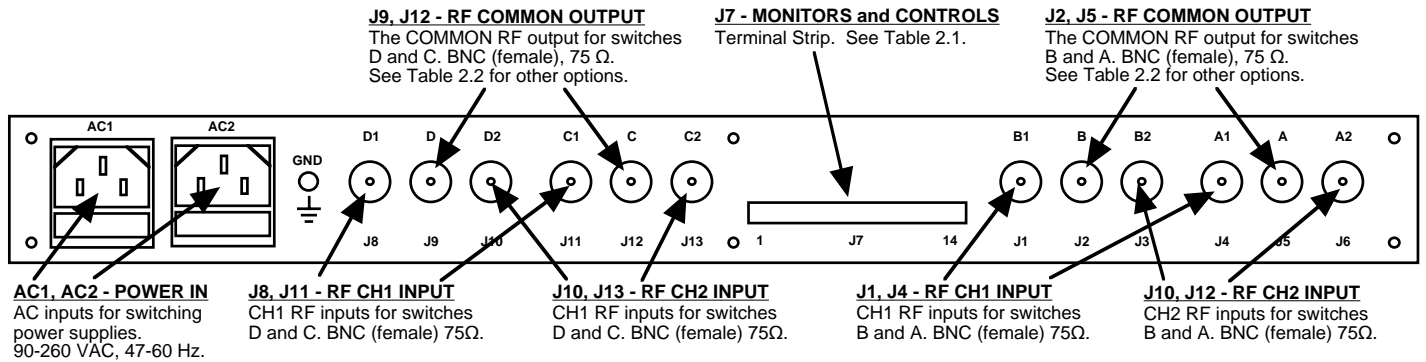 J9, J12 - RF COMMON OUTPUT
The COMMON RF output for switches
D and C. BNC (female), 75 Ω.
See Table 2.2 for other options.
J7 - MONITORS and CONTROLS
Terminal Strip.  See Table 2.1.
J2, J5 - RF COMMON OUTPUT
The COMMON RF output for switches
B and A. BNC (female), 75 Ω.
See Table 2.2 for other options.
AC1 AC2 D1 D D2 C1 C C2 B1 B B2 A1 A A2
GND
1 J7 14
J8 J9 J10 J11 J12 J13 J1 J2 J3 J4 J5 J6
AC1, AC2 - POWER IN
AC inputs for switching
power supplies.
90-260 VAC, 47-60 Hz.
J8, J11 - RF CH1 INPUT
CH1 RF inputs for switches
D and C. BNC (female) 75Ω.
J10, J13 - RF CH2 INPUT
CH1 RF inputs for switches
D and C. BNC (female) 75Ω.
J1, J4 - RF CH1 INPUT
CH1 RF inputs for switches
B and A. BNC (female) 75Ω.
J10, J12 - RF CH2 INPUT
CH2 RF inputs for switches
B and A. BNC (female) 75Ω.